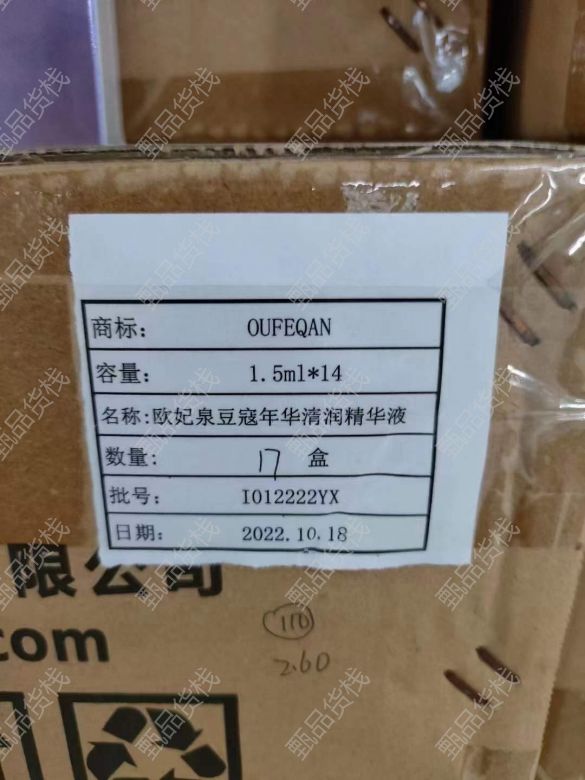 商标: OUFEQAN
容量: 1.5ml*14
名称:欧妃泉豆寇年华清润精华液
数量: 17 盒
批号: I012222YX
日期: 2022.10.18
限公司
.com
110
2.60
甄品货栈